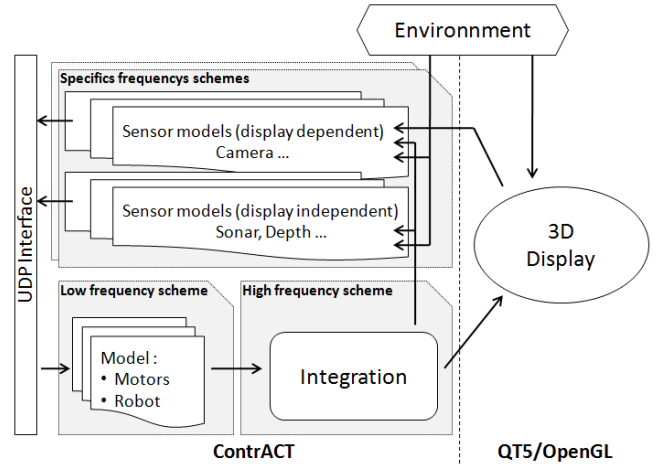 Environnment
Specifics frequencys schemes
Sensor models (display dependent)
Camera ...
Sensor models (display independent)
Sonar, Depth ...
UDP Interface
3D
Display
Low frequency scheme
High frequency scheme
Model :
• Motors
• Robot
Integration
ContrACT
QT5/OpenGL